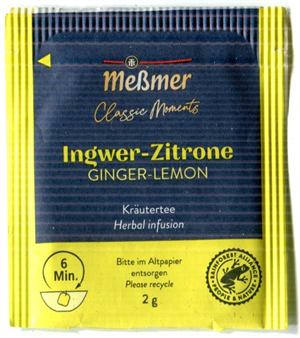 Meßmer
Classic Moments
Ingwer-Zitrone
GINGER-LEMON
Kräutertee
Herbal infusion
6
Min.
Bitte im Altpapier
entsorgen
Please recycle
2 g
RAINFOREST ALLIANCE
PEOPLE & NATURE